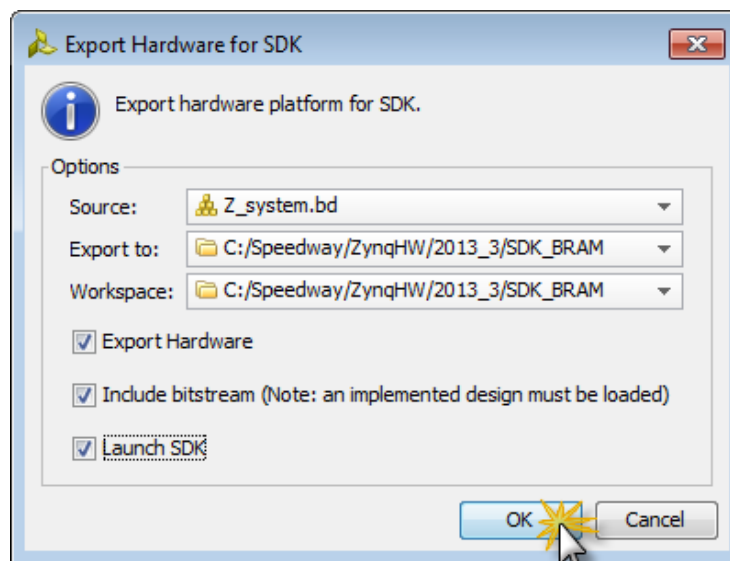 Export Hardware for SDK
Export hardware platform for SDK.
Options
Source: Z_system.bd
Export to: C:/Speedway/ZynqHW/2013_3/SDK_BRAM
Workspace: C:/Speedway/ZynqHW/2013_3/SDK_BRAM
Export Hardware
Include bitstream (Note: an implemented design must be loaded)
Launch SDK
OK Cancel